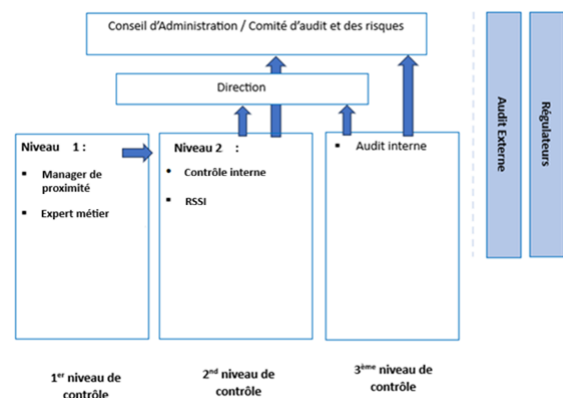 Conseil d'Administration / Comité d'audit et des risques
Direction
Niveau 1 :
▪ Manager de
proximité
▪ Expert métier
Niveau 2 :
• Contrôle interne
▪ RSSI
▪ Audit interne
Audit Externe
Régulateurs
1er niveau de
contrôle
2nd niveau de
contrôle
3ème niveau de
contrôle